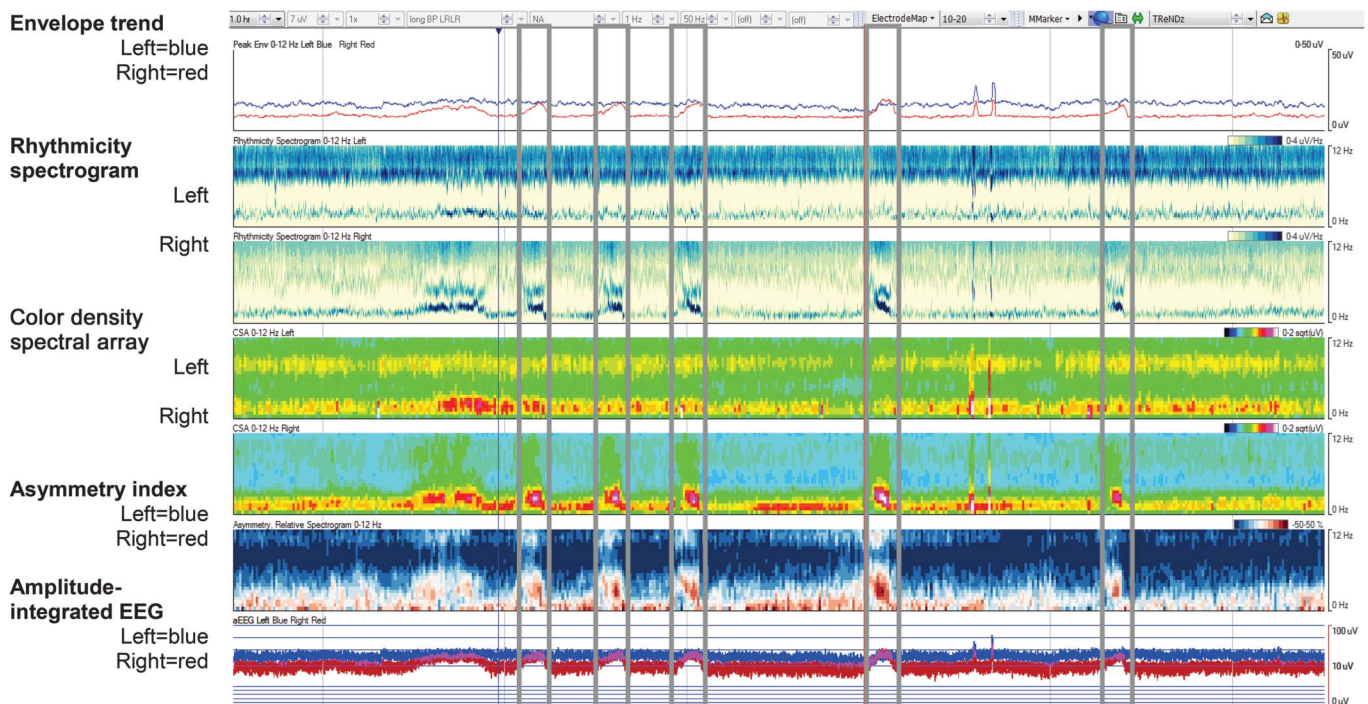 Envelope trend
Left=blue
Right=red
Rhythmicity
spectrogram
Left
Right
Color density
spectral array
Left
Right
Asymmetry index
Left=blue
Right=red
Amplitude-
integrated EEG
Left=blue
Right=red
1.0 hr 7 uV 1x long BP LRLR NA 1 Hz 50 Hz (off) (off) ElectrodeMap 10-20 MMarker TReNDz
Peak Env 0-12 Hz Left Blue Right Red 0-50 uV
50 uV
0 uV
Rhythmicity Spectrogram 0-12 Hz Left 0-4 uV/Hz
12 Hz
0 Hz
Rhythmicity Spectrogram 0-12 Hz Right 0-4 uV/Hz
12 Hz
0 Hz
CSA 0-12 Hz Left 0-2 sqrt(uV)
12 Hz
0 Hz
CSA 0-12 Hz Right 0-2 sqrt(uV)
12 Hz
0 Hz
Asymmetry, Relative Spectrogram 0-12 Hz -50-50 %
12 Hz
0 Hz
aEEG Left Blue Right Red
100 uV
10 uV
0 uV